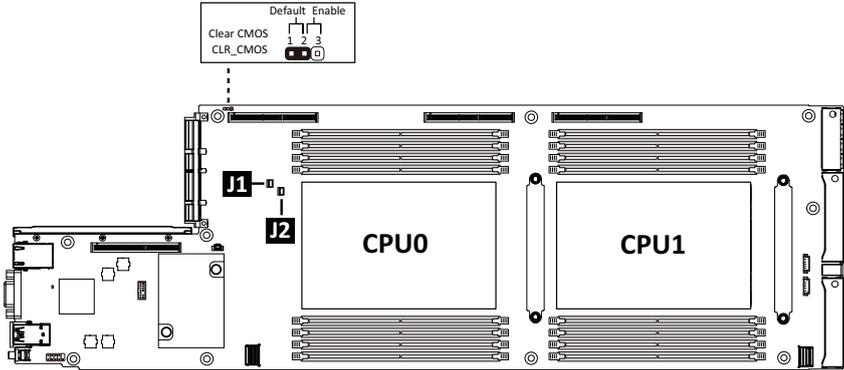 Default Enable
Clear CMOS
1 2 3
CLR_CMOS
J1
J2
CPU0
CPU1